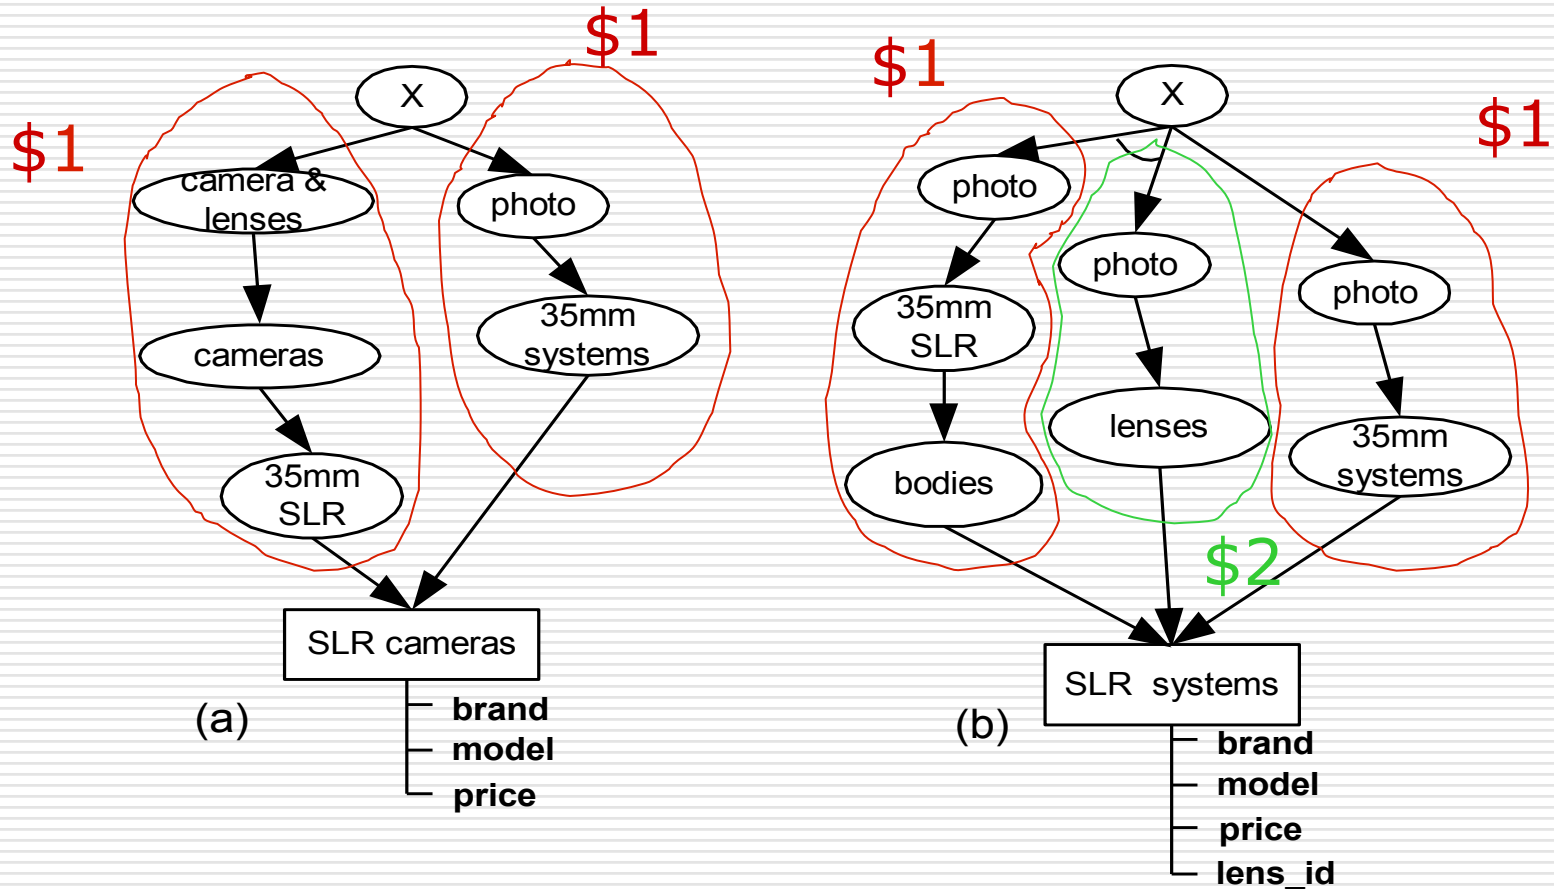 $1
X
$1
camera &
lenses
photo
cameras
35mm
systems
35mm
SLR
SLR cameras
(a)
brand
model
price
$1
X
$1
photo
photo
photo
35mm
SLR
lenses
35mm
systems
bodies
$2
SLR systems
(b)
brand
model
price
lens_id